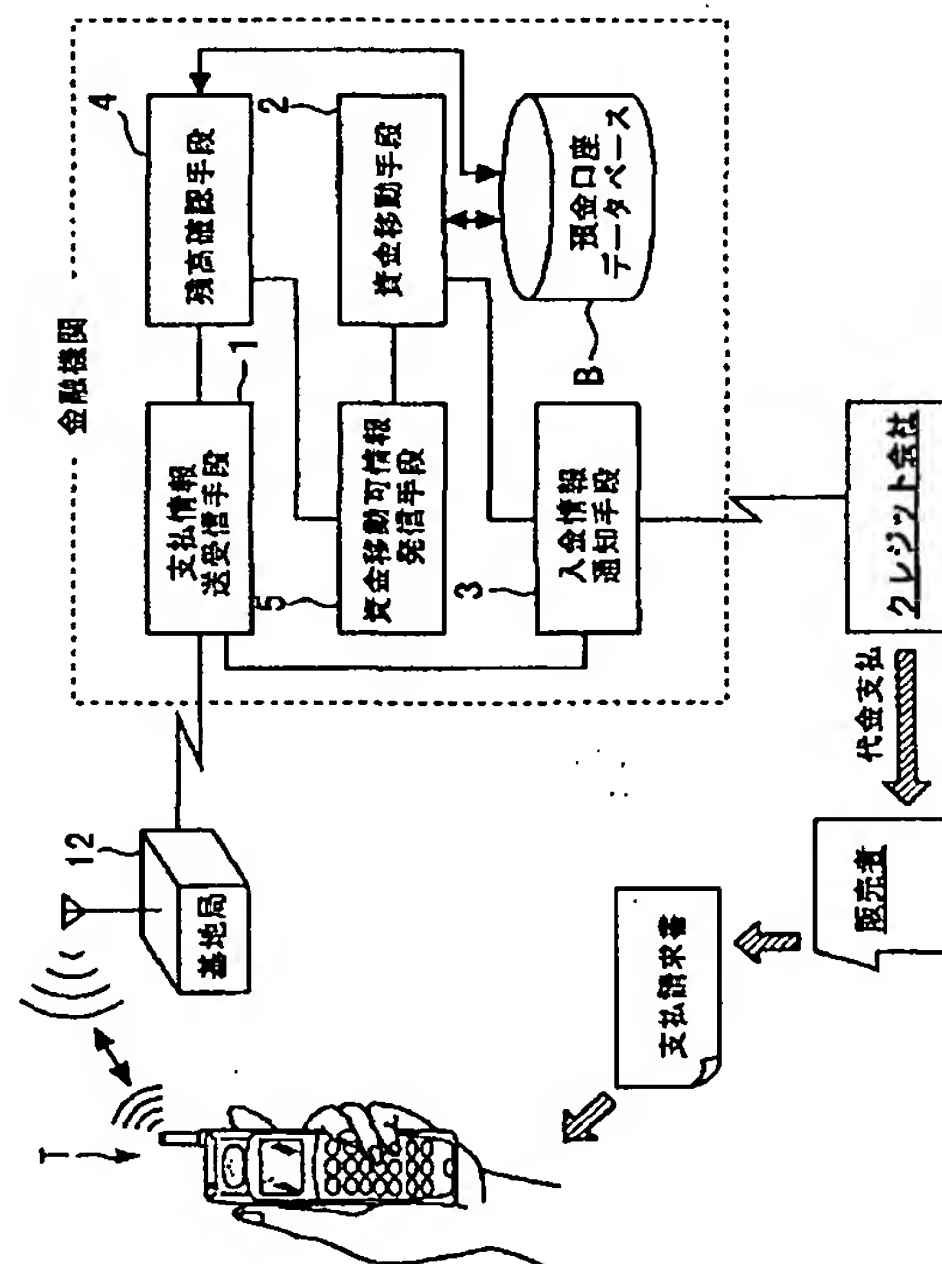 金融機関
4
残高確認手段
2
資金移動手段
預金口座
データベース
B
1
支払情報
送受信手段
5
資金移動可情報
発信手段
3
入金情報
通知手段
12
基地局
T
クレジット会社
代金支払
販売者
支払請求書